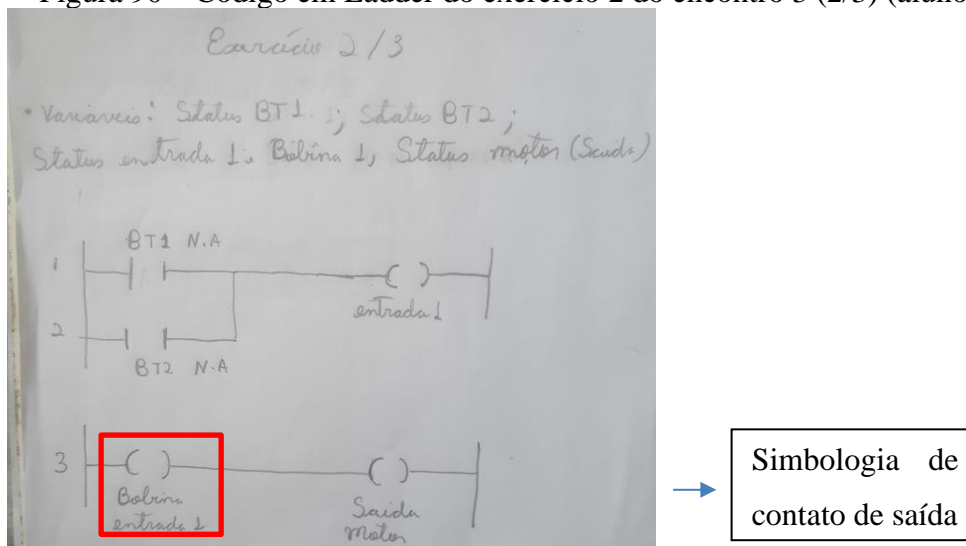 Figura 90 – Código em Ladder do exercício 2 do encontro 3 (2/3) (aluno
Exercício 2/3
• Variáveis: Status BT1 ; Status BT2 ;
Status entrada 1. Bobina 1, Status motor (Saída)
BT1 N.A
1
entrada 1
2
BT2 N.A
3
Bobina
entrada 1
Saída
Motor
Simbologia de
contato de saída